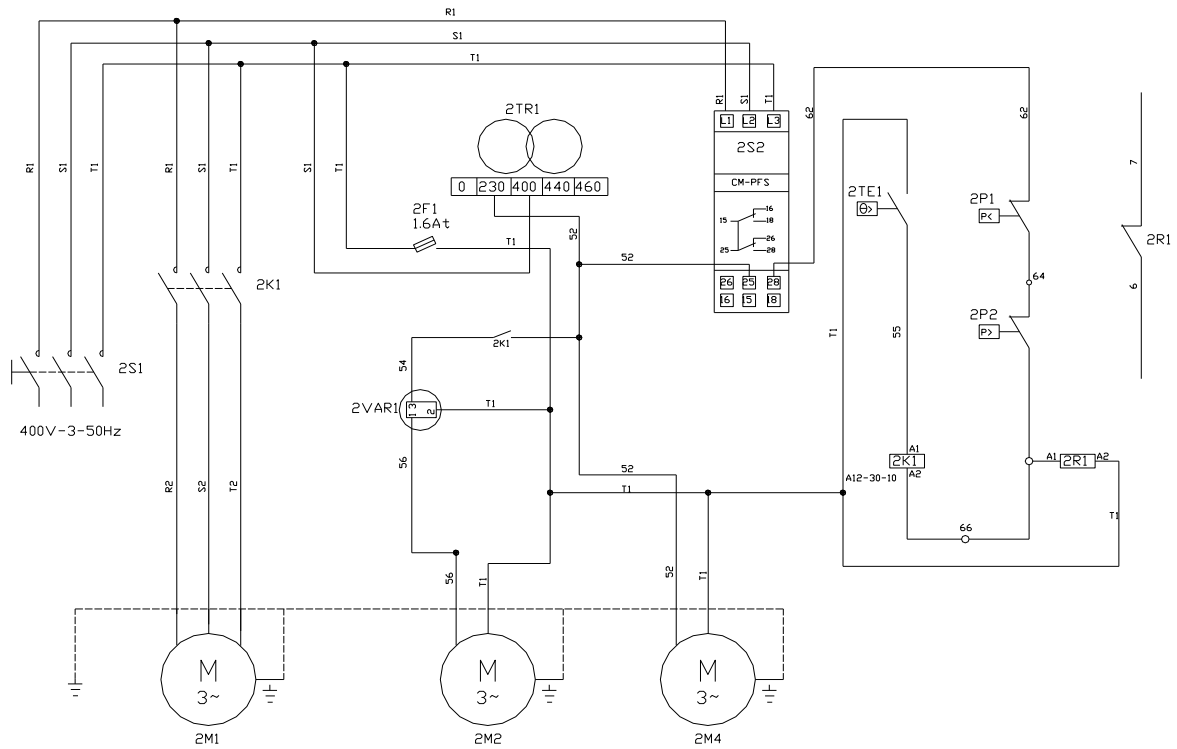 R1
S1
T1
R1
S1
T1
R1
S1
T1
S1
T1
2TR1
0 230 400 440 460
2F1
1.6At
T1
52
52
R1
S1
T1
L1 L2 L3
2S2
CM-PFS
15 16
18
25 26
28
26 25 28
16 15 18
62
62
2TE1
θ>
2P1
P<
64
2P2
P>
7
2R1
6
2K1
2S1
400V-3-50Hz
2K1
54
2VAR1
1 3 2
T1
56
T1
55
A1
2K1
A2
A12-30-10
A1 2R1 A2
T1
66
R2
S2
T2
52
T1
56
T1
52
T1
M
3~
2M1
M
3~
2M2
M
3~
2M4